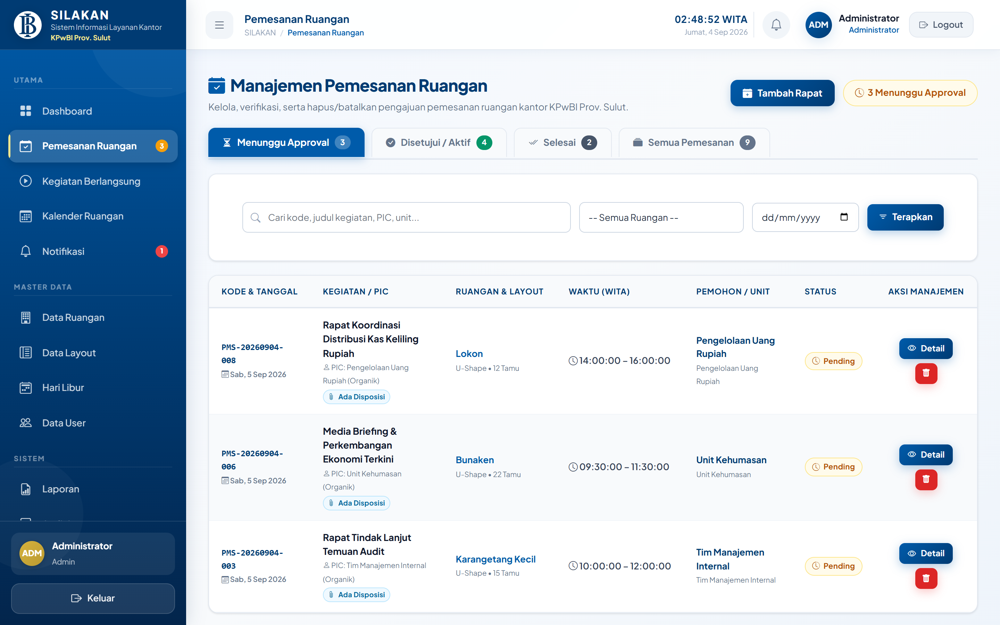 SILAKAN
Sistem Informasi Layanan Kantor
KPwBI Prov. Sulut
UTAMA
Dashboard
Pemesanan Ruangan 3
Kegiatan Berlangsung
Kalender Ruangan
Notifikasi 1
MASTER DATA
Data Ruangan
Data Layout
Hari Libur
Data User
SISTEM
Laporan
ADM
Administrator
Admin
Keluar
Pemesanan Ruangan
SILAKAN / Pemesanan Ruangan
02:48:52 WITA
Jumat, 4 Sep 2026
ADM
Administrator
Administrator
Logout
Manajemen Pemesanan Ruangan
Kelola, verifikasi, serta hapus/batalkan pengajuan pemesanan ruangan kantor KPwBI Prov. Sulut.
Tambah Rapat
3 Menunggu Approval
Menunggu Approval 3
Disetujui / Aktif 4
Selesai 2
Semua Pemesanan 9
Cari kode, judul kegiatan, PIC, unit...
-- Semua Ruangan --
dd/mm/yyyy
Terapkan
KODE & TANGGAL
KEGIATAN / PIC
RUANGAN & LAYOUT
WAKTU (WITA)
PEMOHON / UNIT
STATUS
AKSI MANAJEMEN
PMS-20260904-
008
Sab, 5 Sep 2026
Rapat Koordinasi
Distribusi Kas Keliling
Rupiah
PIC: Pengelolaan Uang
Rupiah (Organik)
Ada Disposisi
Lokon
U-Shape • 12 Tamu
14:00:00 – 16:00:00
Pengelolaan Uang
Rupiah
Pengelolaan Uang
Rupiah
Pending
Detail
PMS-20260904-
006
Sab, 5 Sep 2026
Media Briefing &
Perkembangan
Ekonomi Terkini
PIC: Unit Kehumasan
(Organik)
Ada Disposisi
Bunaken
U-Shape • 22 Tamu
09:30:00 – 11:30:00
Unit Kehumasan
Unit Kehumasan
Pending
Detail
PMS-20260904-
003
Sab, 5 Sep 2026
Rapat Tindak Lanjut
Temuan Audit
PIC: Tim Manajemen Internal
(Organik)
Ada Disposisi
Karangetang Kecil
U-Shape • 15 Tamu
10:00:00 – 12:00:00
Tim Manajemen
Internal
Tim Manajemen Internal
Pending
Detail